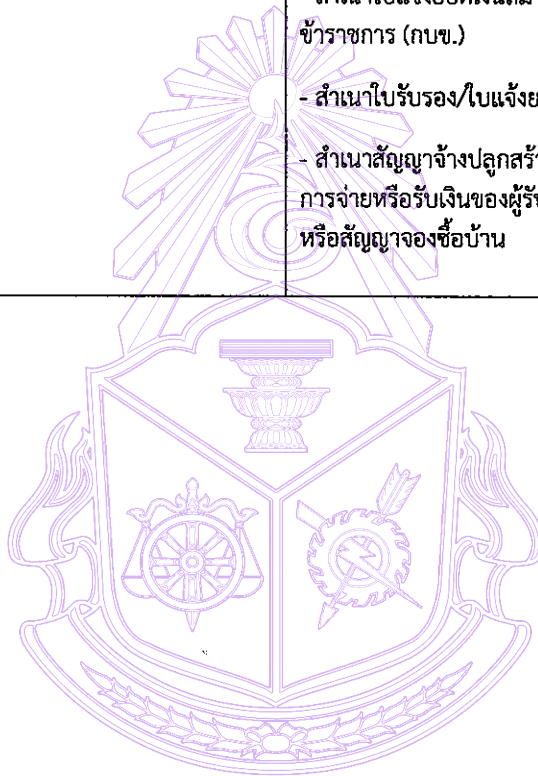 ข้าราชการ (กบข.)
- สำเนาใบรับรอง/ใบแจ้งย
- สำเนาสัญญาจ้างปลูกสร้
การจ่ายหรือรับเงินของผู้รับ
หรือสัญญาจองซื้อบ้าน